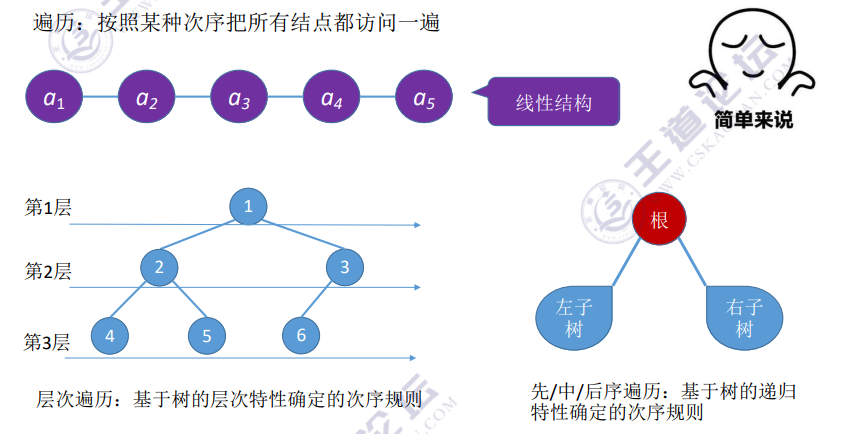 遍历：按照某种次序把所有结点都访问一遍
a1 a2 a3 a4 a5
线性结构
简单来说
王道论坛
WWW.CSKAOYAN.COM
第1层
1
第2层
2 3
第3层
4 5 6
层次遍历：基于树的层次特性确定的次序规则
根
左子
树
右子
树
先/中/后序遍历：基于树的递归
特性确定的次序规则